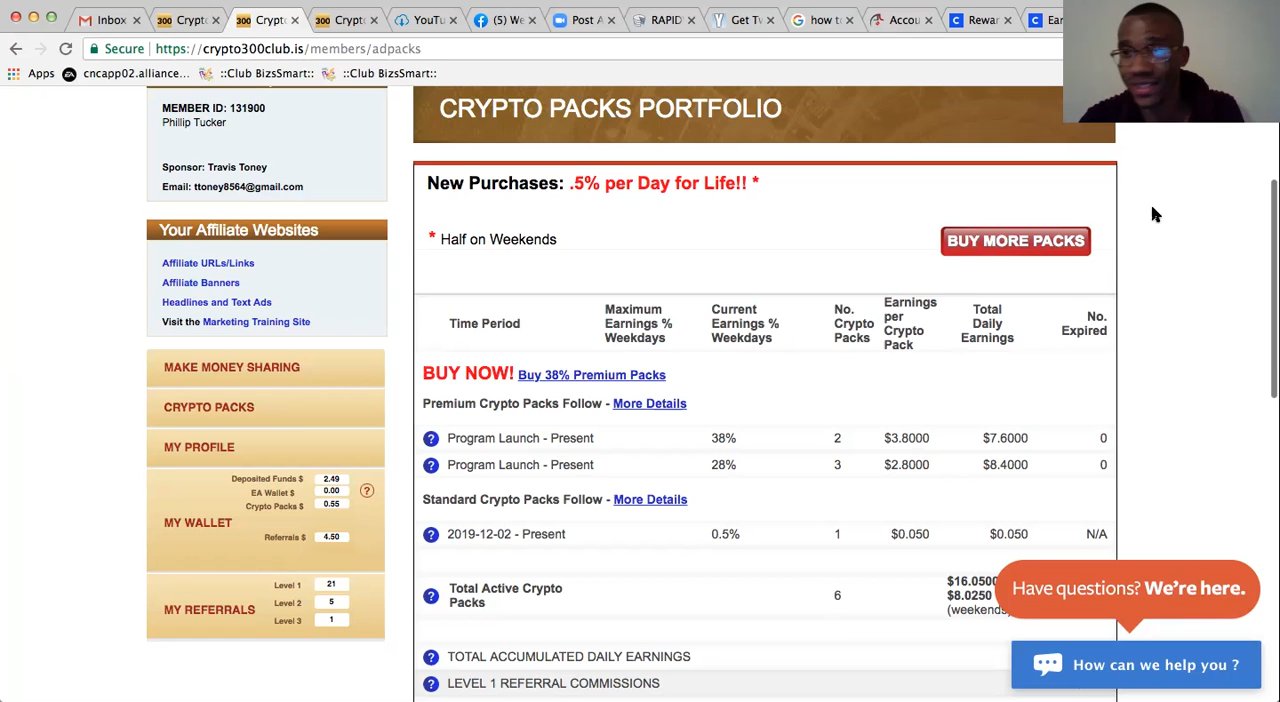 Inbox
Crypto
Crypto
Crypto
YouTu
(5) We
Post A
RAPID
Get Tw
how to
Accou
Rewar
Ear
Secure
https://crypto300club.is/members/adpacks
Apps
cncapp02.alliance...
::Club BizsSmart::
::Club BizsSmart::
MEMBER ID: 131900
Phillip Tucker
Sponsor: Travis Toney
Email: ttoney8564@gmail.com
Your Affiliate Websites
Affiliate URLs/Links
Affiliate Banners
Headlines and Text Ads
Visit the Marketing Training Site
MAKE MONEY SHARING
CRYPTO PACKS
MY PROFILE
MY WALLET
Deposited Funds $ 2.49
EA Wallet $ 0.00
Crypto Packs $ 0.55
Referrals $ 4.50
MY REFERRALS
Level 1 21
Level 2 5
Level 3 1
CRYPTO PACKS PORTFOLIO
New Purchases: .5% per Day for Life!! *
* Half on Weekends
BUY MORE PACKS
Time Period
Maximum Earnings % Weekdays
Current Earnings % Weekdays
No. Crypto Packs
Earnings per Crypto Pack
Total Daily Earnings
No. Expired
BUY NOW! Buy 38% Premium Packs
Premium Crypto Packs Follow - More Details
? Program Launch - Present 38% 2 $3.8000 $7.6000 0
? Program Launch - Present 28% 3 $2.8000 $8.4000 0
Standard Crypto Packs Follow - More Details
? 2019-12-02 - Present 0.5% 1 $0.050 $0.050 N/A
? Total Active Crypto Packs 6
$16.0500
$8.0250
(weekends
? TOTAL ACCUMULATED DAILY EARNINGS
? LEVEL 1 REFERRAL COMMISSIONS
Have questions? We're here.
How can we help you ?